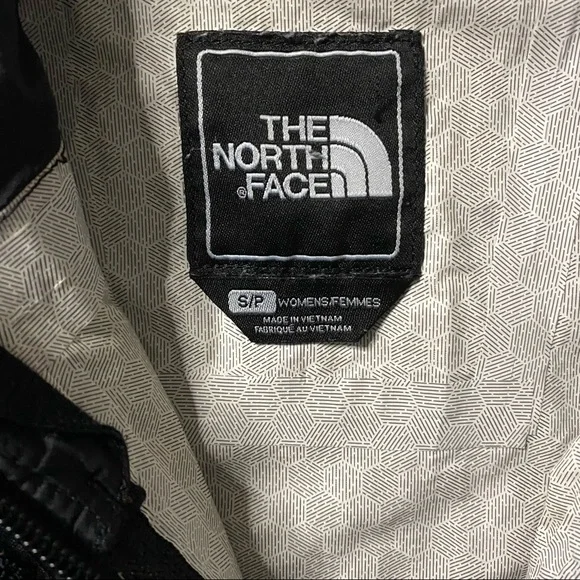 THE
NORTH
® FACE
S/P WOMENS/FEMMES
MADE IN VIETNAM
FABRIQUÉ AU VIETNAM